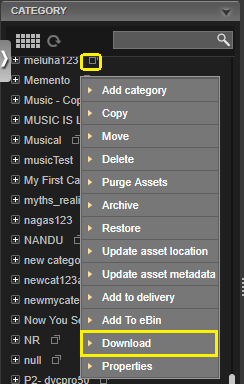 CATEGORY
meluha123
Memento
Music - Cop
MUSIC IS L
Musical
musicTest
My First Ca
myths_reali
nagas123
NANDU
new catego
newcat123a
newmycate
Now You Se
NR
null
P2- dvcpro50
Add category
Copy
Move
Delete
Purge Assets
Archive
Restore
Update asset location
Update asset metadata
Add to delivery
Add To eBin
Download
Properties